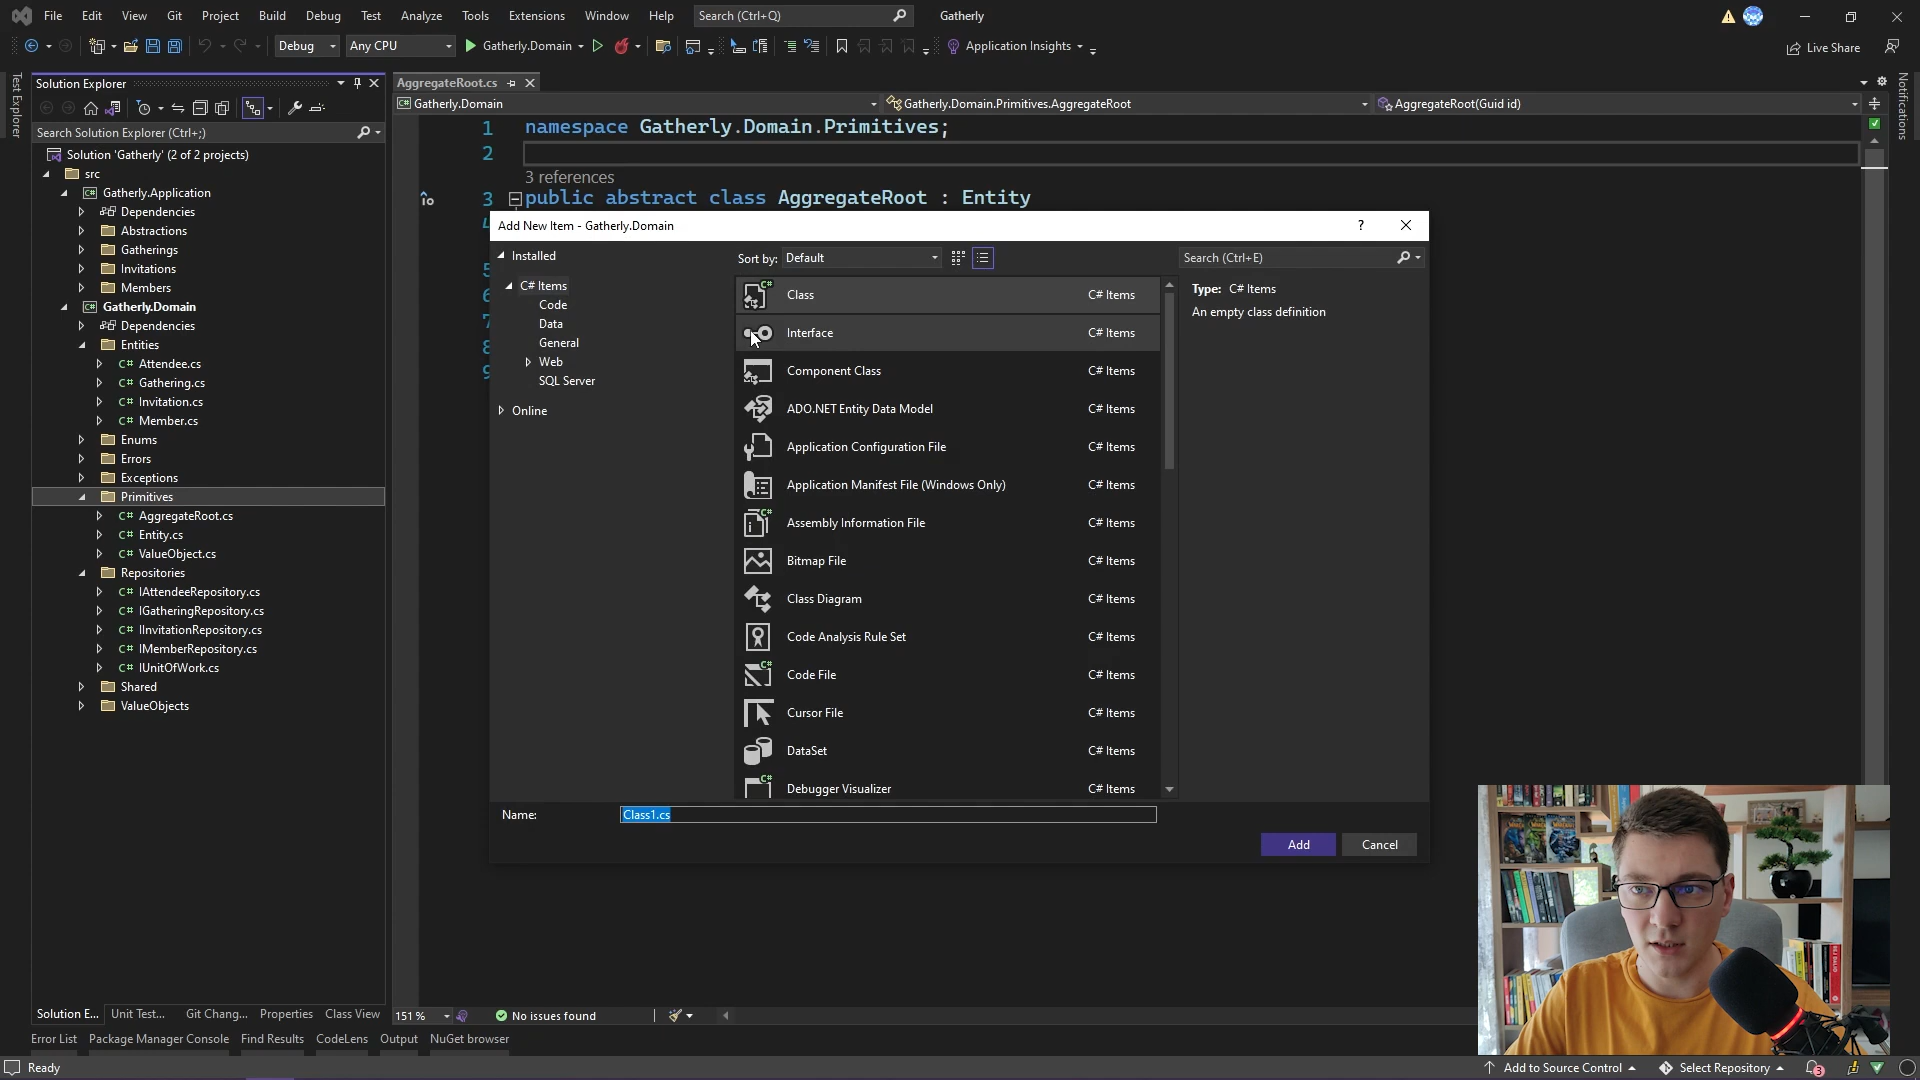 File Edit View Git Project Build Debug Test Analyze Tools Extensions Window Help Search (Ctrl+Q) Gatherly
Debug Any CPU Gatherly.Domain Application Insights Live Share
Test Explorer
Solution Explorer
Search Solution Explorer (Ctrl+;)
Solution 'Gatherly' (2 of 2 projects)
src
C# Gatherly.Application
Dependencies
Abstractions
Gatherings
Invitations
Members
C# Gatherly.Domain
Dependencies
Entities
C# Attendee.cs
C# Gathering.cs
C# Invitation.cs
C# Member.cs
Enums
Errors
Exceptions
Primitives
C# AggregateRoot.cs
C# Entity.cs
C# ValueObject.cs
Repositories
C# IAttendeeRepository.cs
C# IGatheringRepository.cs
C# IInvitationRepository.cs
C# IMemberRepository.cs
C# IUnitOfWork.cs
Shared
ValueObjects
Solution E... Unit Test... Git Chang... Properties Class View
AggregateRoot.cs
C# Gatherly.Domain Gatherly.Domain.Primitives.AggregateRoot AggregateRoot(Guid id)
Notifications
1 namespace Gatherly.Domain.Primitives;
2
3 references
3 public abstract class AggregateRoot : Entity
4
5
6
7
8
9
Add New Item - Gatherly.Domain ?
Installed
C# Items
Code
Data
General
Web
SQL Server
Online
Sort by: Default
Search (Ctrl+E)
Class C# Items
Interface C# Items
Component Class C# Items
ADO.NET Entity Data Model C# Items
Application Configuration File C# Items
Application Manifest File (Windows Only) C# Items
Assembly Information File C# Items
Bitmap File C# Items
Class Diagram C# Items
Code Analysis Rule Set C# Items
Code File C# Items
Cursor File C# Items
DataSet C# Items
Debugger Visualizer C# Items
Type: C# Items
An empty class definition
Name: Class1.cs
Add Cancel
151 % No issues found
Error List Package Manager Console Find Results CodeLens Output NuGet browser
Ready Add to Source Control Select Repository 3